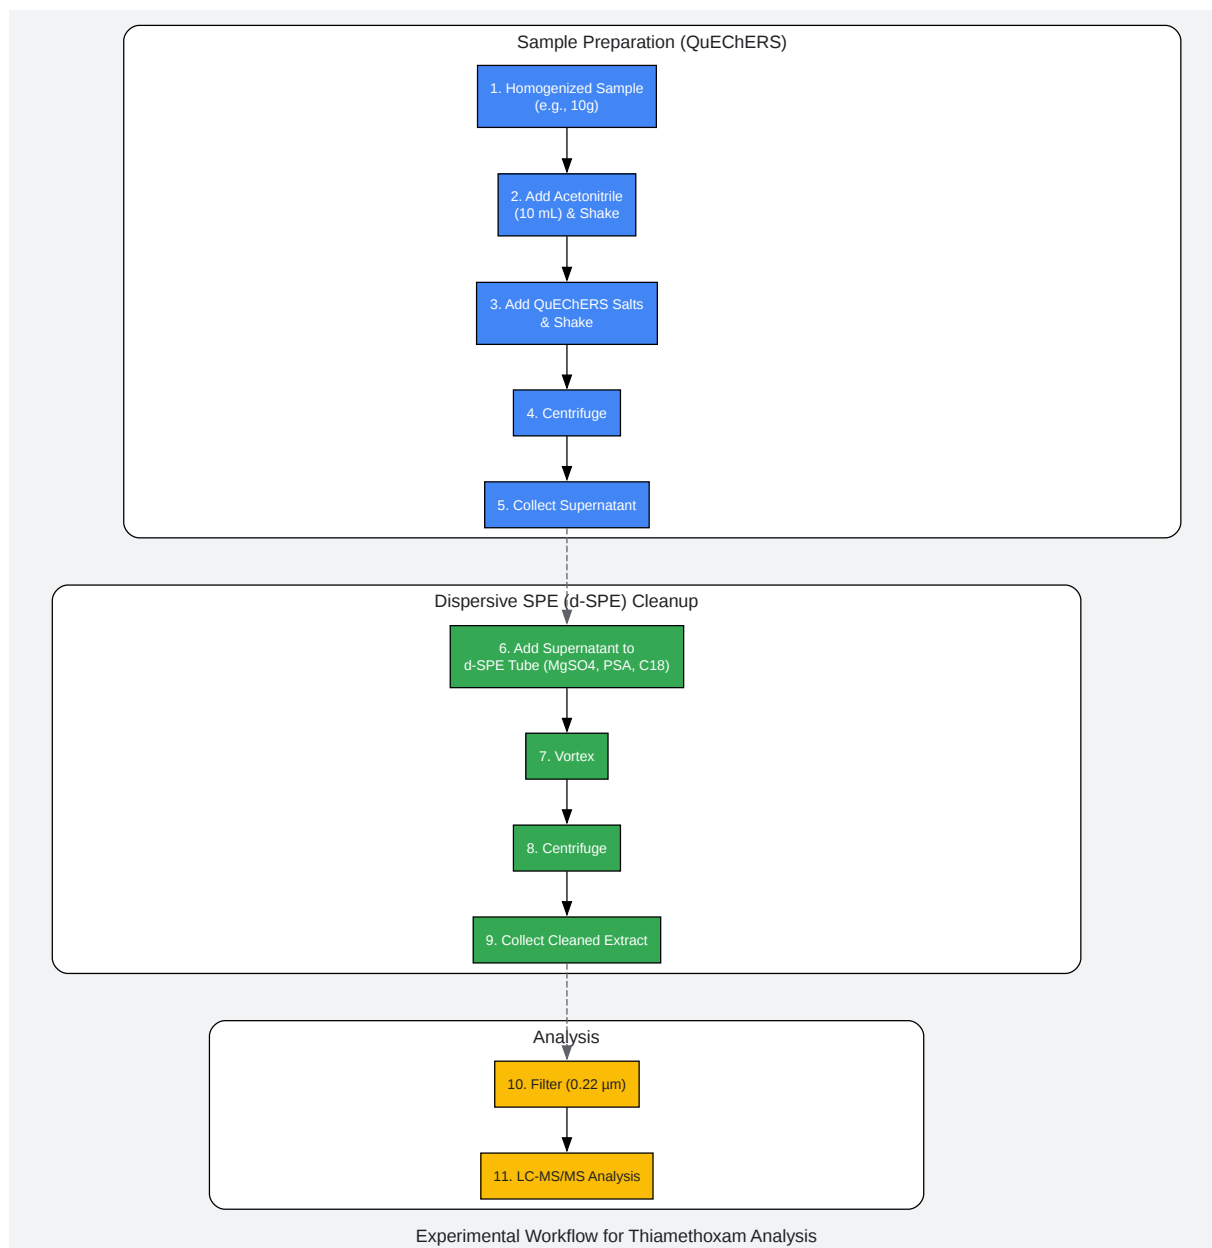 Sample Preparation (QuEChERS)
1. Homogenized Sample
(e.g., 10g)
2. Add Acetonitrile
(10 mL) & Shake
3. Add QuEChERS Salts
& Shake
4. Centrifuge
5. Collect Supernatant
Dispersive SPE (d-SPE) Cleanup
6. Add Supernatant to
d-SPE Tube (MgSO4, PSA, C18)
7. Vortex
8. Centrifuge
9. Collect Cleaned Extract
Analysis
10. Filter (0.22 µm)
11. LC-MS/MS Analysis
Experimental Workflow for Thiamethoxam Analysis